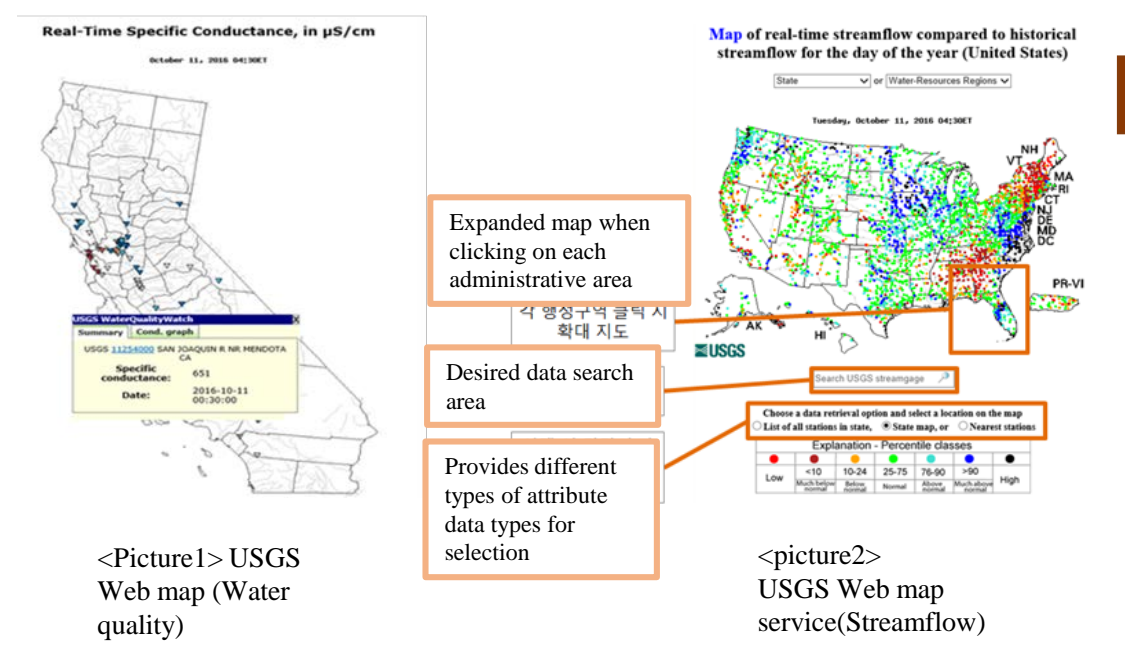 Real-Time Specific Conductance, in µS/cm
October 11, 2016 04:30ET
USGS WaterQualityWatch X
Summary Cond. graph
USGS 11254000 SAN JOAQUIN R NR MENDOTA
CA
Specific
conductance: 651
Date: 2016-10-11
00:30:00
<Picture1> USGS
Web map (Water
quality)
Expanded map when
clicking on each
administrative area
각 행정구역 클릭 시
확대 지도
Desired data search
area
Provides different
types of attribute
data types for
selection
Map of real-time streamflow compared to historical
streamflow for the day of the year (United States)
State or Water-Resources Regions
Tuesday, October 11, 2016 04:30ET
NH
VT
MA
RI
CT
NJ
DE
MD
DC
PR-VI
AK
HI
USGS
Search USGS streamgage
Choose a data retrieval option and select a location on the map
List of all stations in state, State map, or Nearest stations
Explanation - Percentile classes
Low <10 10-24 25-75 76-90 >90 High
Much below normal Below normal Normal Above normal Much above normal
<picture2>
USGS Web map
service(Streamflow)